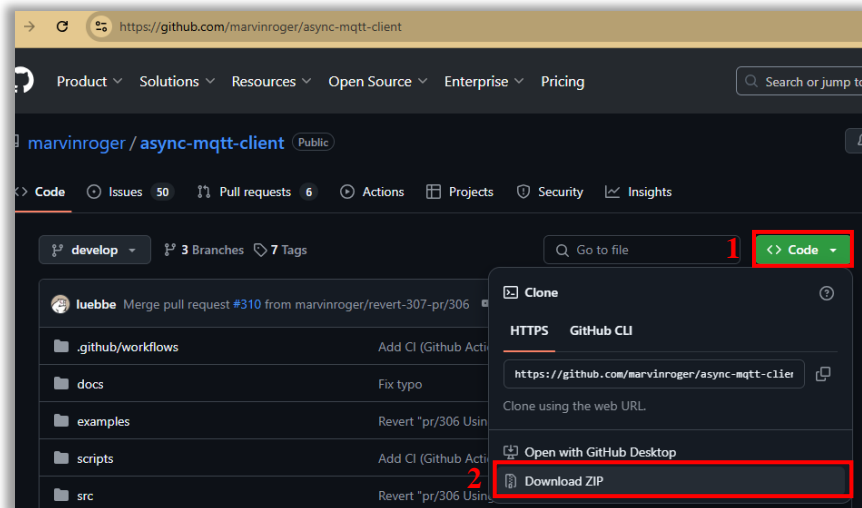 https://github.com/marvinroger/async-mqtt-client
Product Solutions Resources Open Source Enterprise Pricing Search or jump to
marvinroger / async-mqtt-client Public
Code Issues 50 Pull requests 6 Actions Projects Security Insights
develop 3 Branches 7 Tags Go to file 1 Code
luebbe Merge pull request #310 from marvinroger/revert-307-pr/306
Clone
HTTPS GitHub CLI
.github/workflows Add CI (Github Acti
https://github.com/marvinroger/async-mqtt-clier
docs Fix typo
Clone using the web URL.
examples Revert "pr/306 Usin
Open with GitHub Desktop
scripts Add CI (Github Acti
2 Download ZIP
src Revert "pr/306 Using